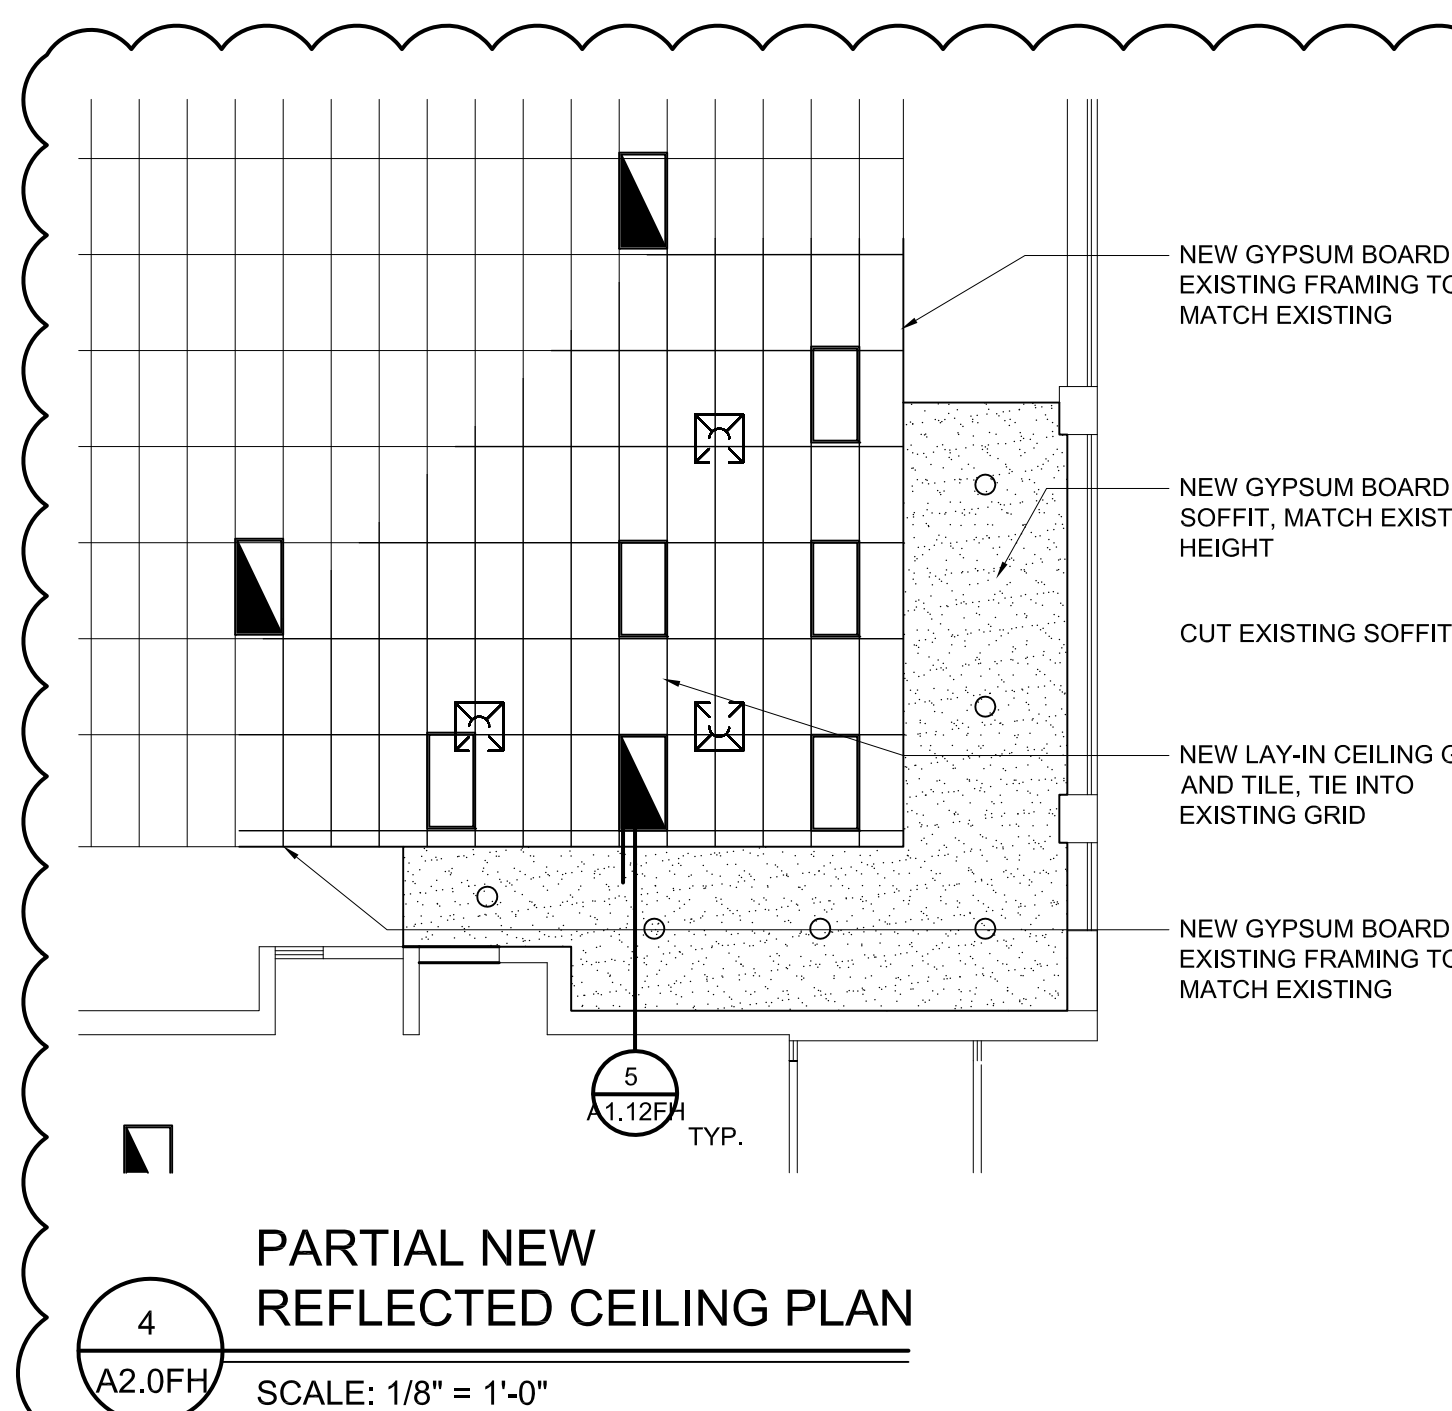 NEW GYPSUM BOARD
EXISTING FRAMING TO
MATCH EXISTING
NEW GYPSUM BOARD
SOFFIT, MATCH EXIST
HEIGHT
CUT EXISTING SOFFIT
NEW LAY-IN CEILING G
AND TILE, TIE INTO
EXISTING GRID
NEW GYPSUM BOARD
EXISTING FRAMING TO
MATCH EXISTING
5
A1.12FH
TYP.
PARTIAL NEW
REFLECTED CEILING PLAN
4
A2.0FH
SCALE: 1/8" = 1'-0"